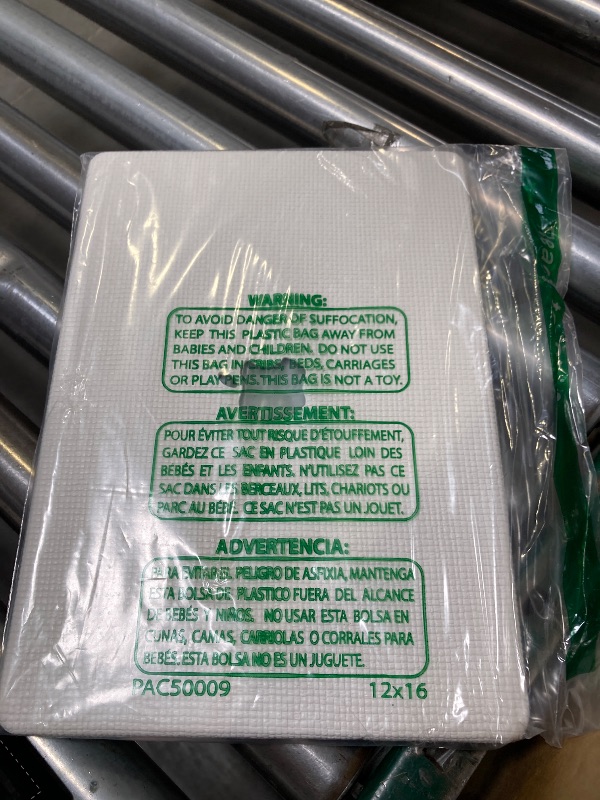 WARNING:
TO AVOID DANGER OF SUFFOCATION,
KEEP THIS PLASTIC BAG AWAY FROM
BABIES AND CHILDREN. DO NOT USE
THIS BAG IN CRIBS, BEDS, CARRIAGES
OR PLAY PENS. THIS BAG IS NOT A TOY.
AVERTISSEMENT:
POUR ÉVITER TOUT RISQUE D'ÉTOUFFEMENT,
GARDEZ CE SAC EN PLASTIQUE LOIN DES
BEBÉS ET LES ENFANTS. N'UTILISEZ PAS CE
SAC DANS LES BERCEAUX, LITS, CHARIOTS OU
PARC AU BÉBÉ. CE SAC N'EST PAS UN JOUET.
ADVERTENCIA:
PARA EVITAR EL PELIGRO DE ASFIXIA, MANTENGA
ESTA BOLSA DE PLASTICO FUERA DEL ALCANCE
DE BEBÉS Y NIÑOS. NO USAR ESTA BOLSA EN
CUNAS, CAMAS, CARRIOLAS O CORRALES PARA
BEBÉS. ESTA BOLSA NO ES UN JUGUETE.
PAC50009 12x16